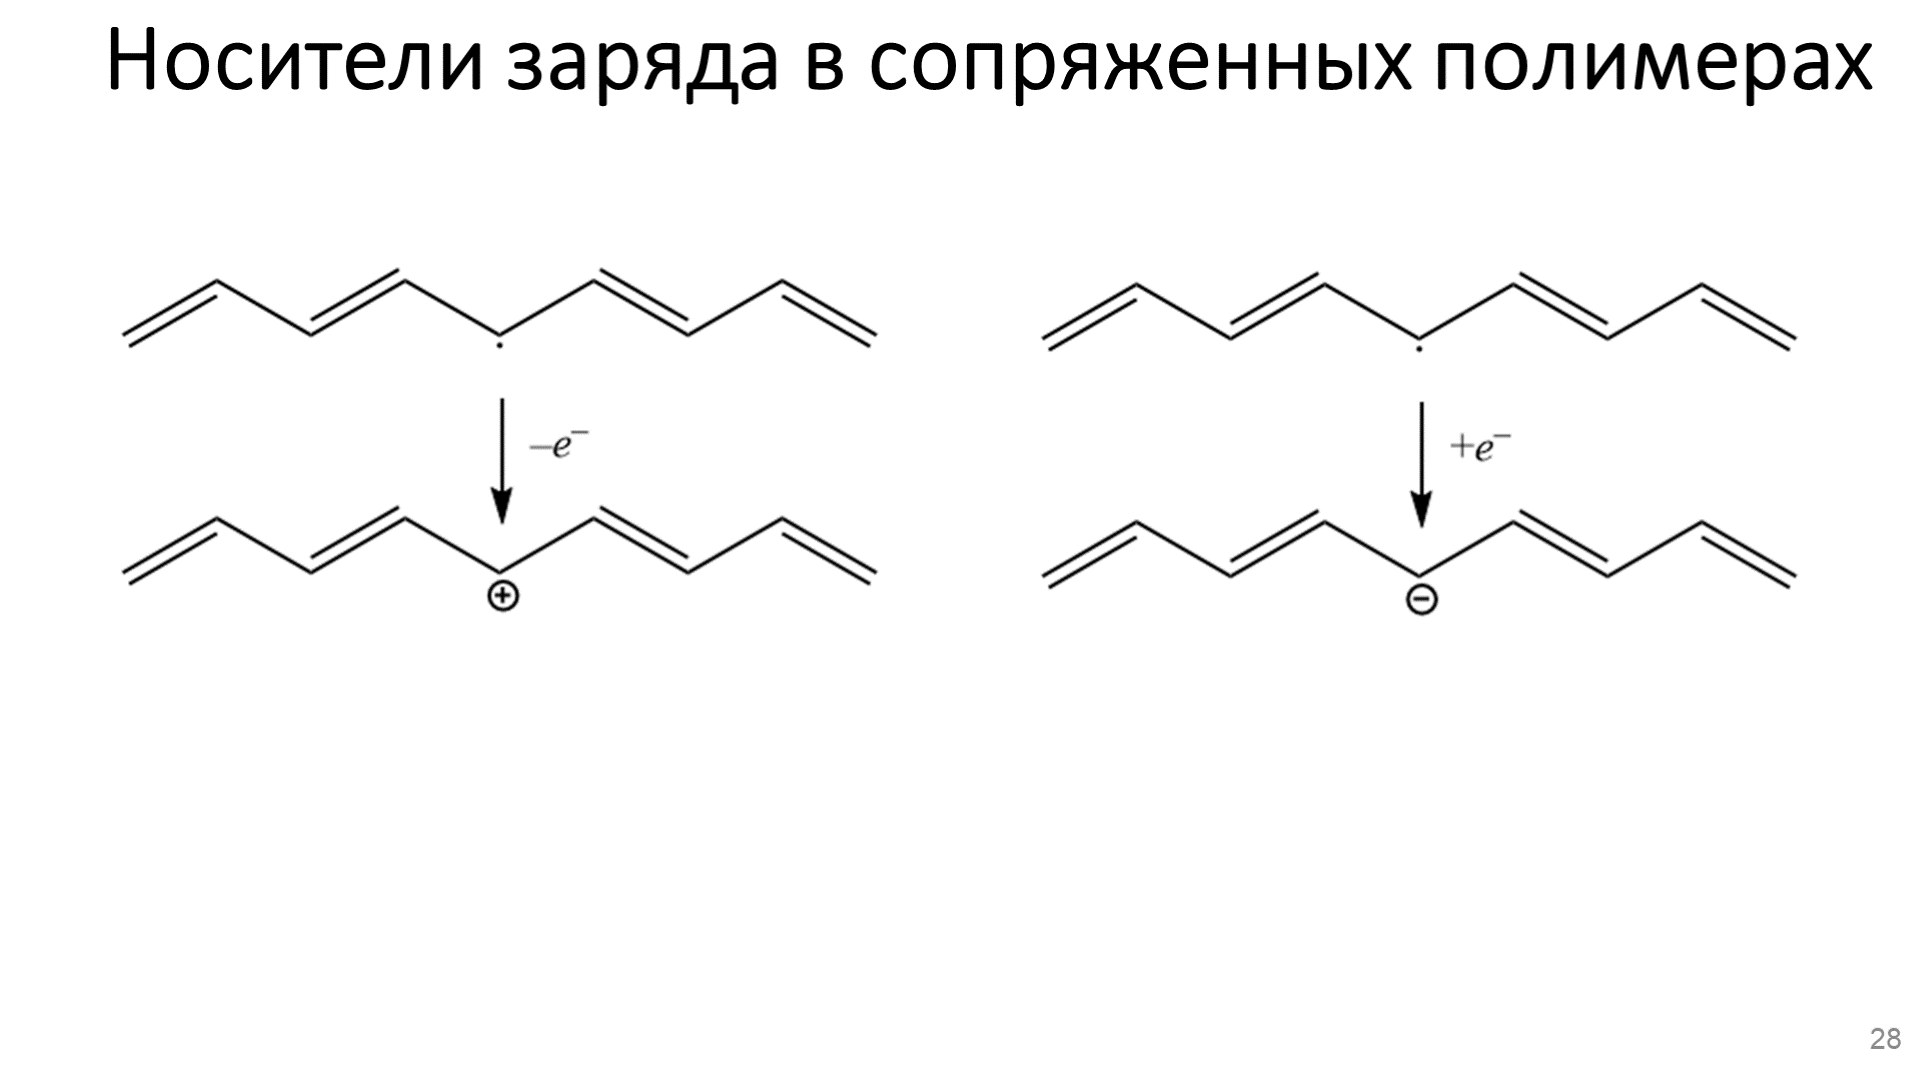 Носители заряда в сопряженных полимерах
–e⁻
+e⁻
⊕
⊖
28